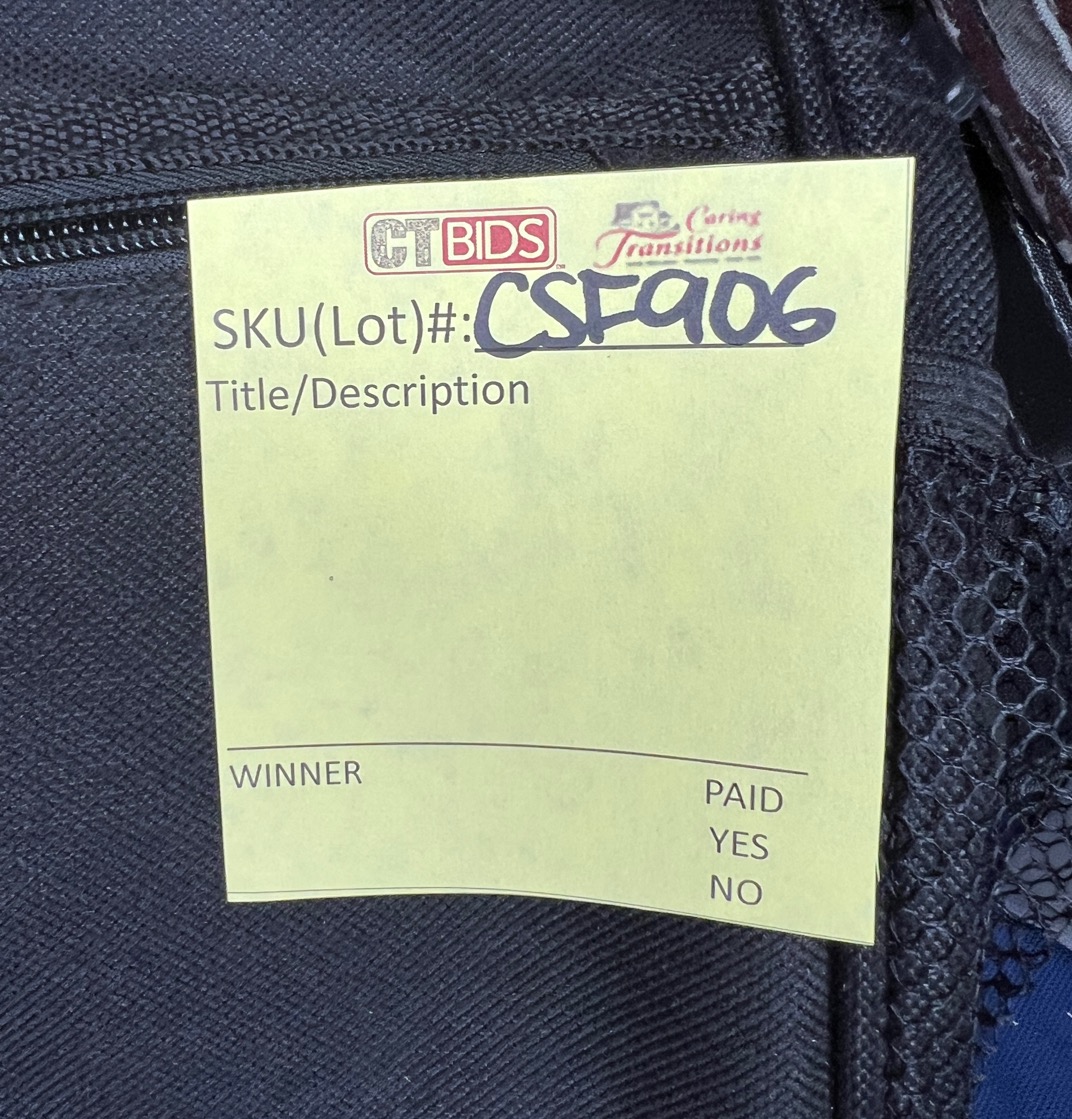 CT BIDS Caring Transitions
SKU(Lot)#: CSF906
Title/Description
WINNER
PAID
YES
NO